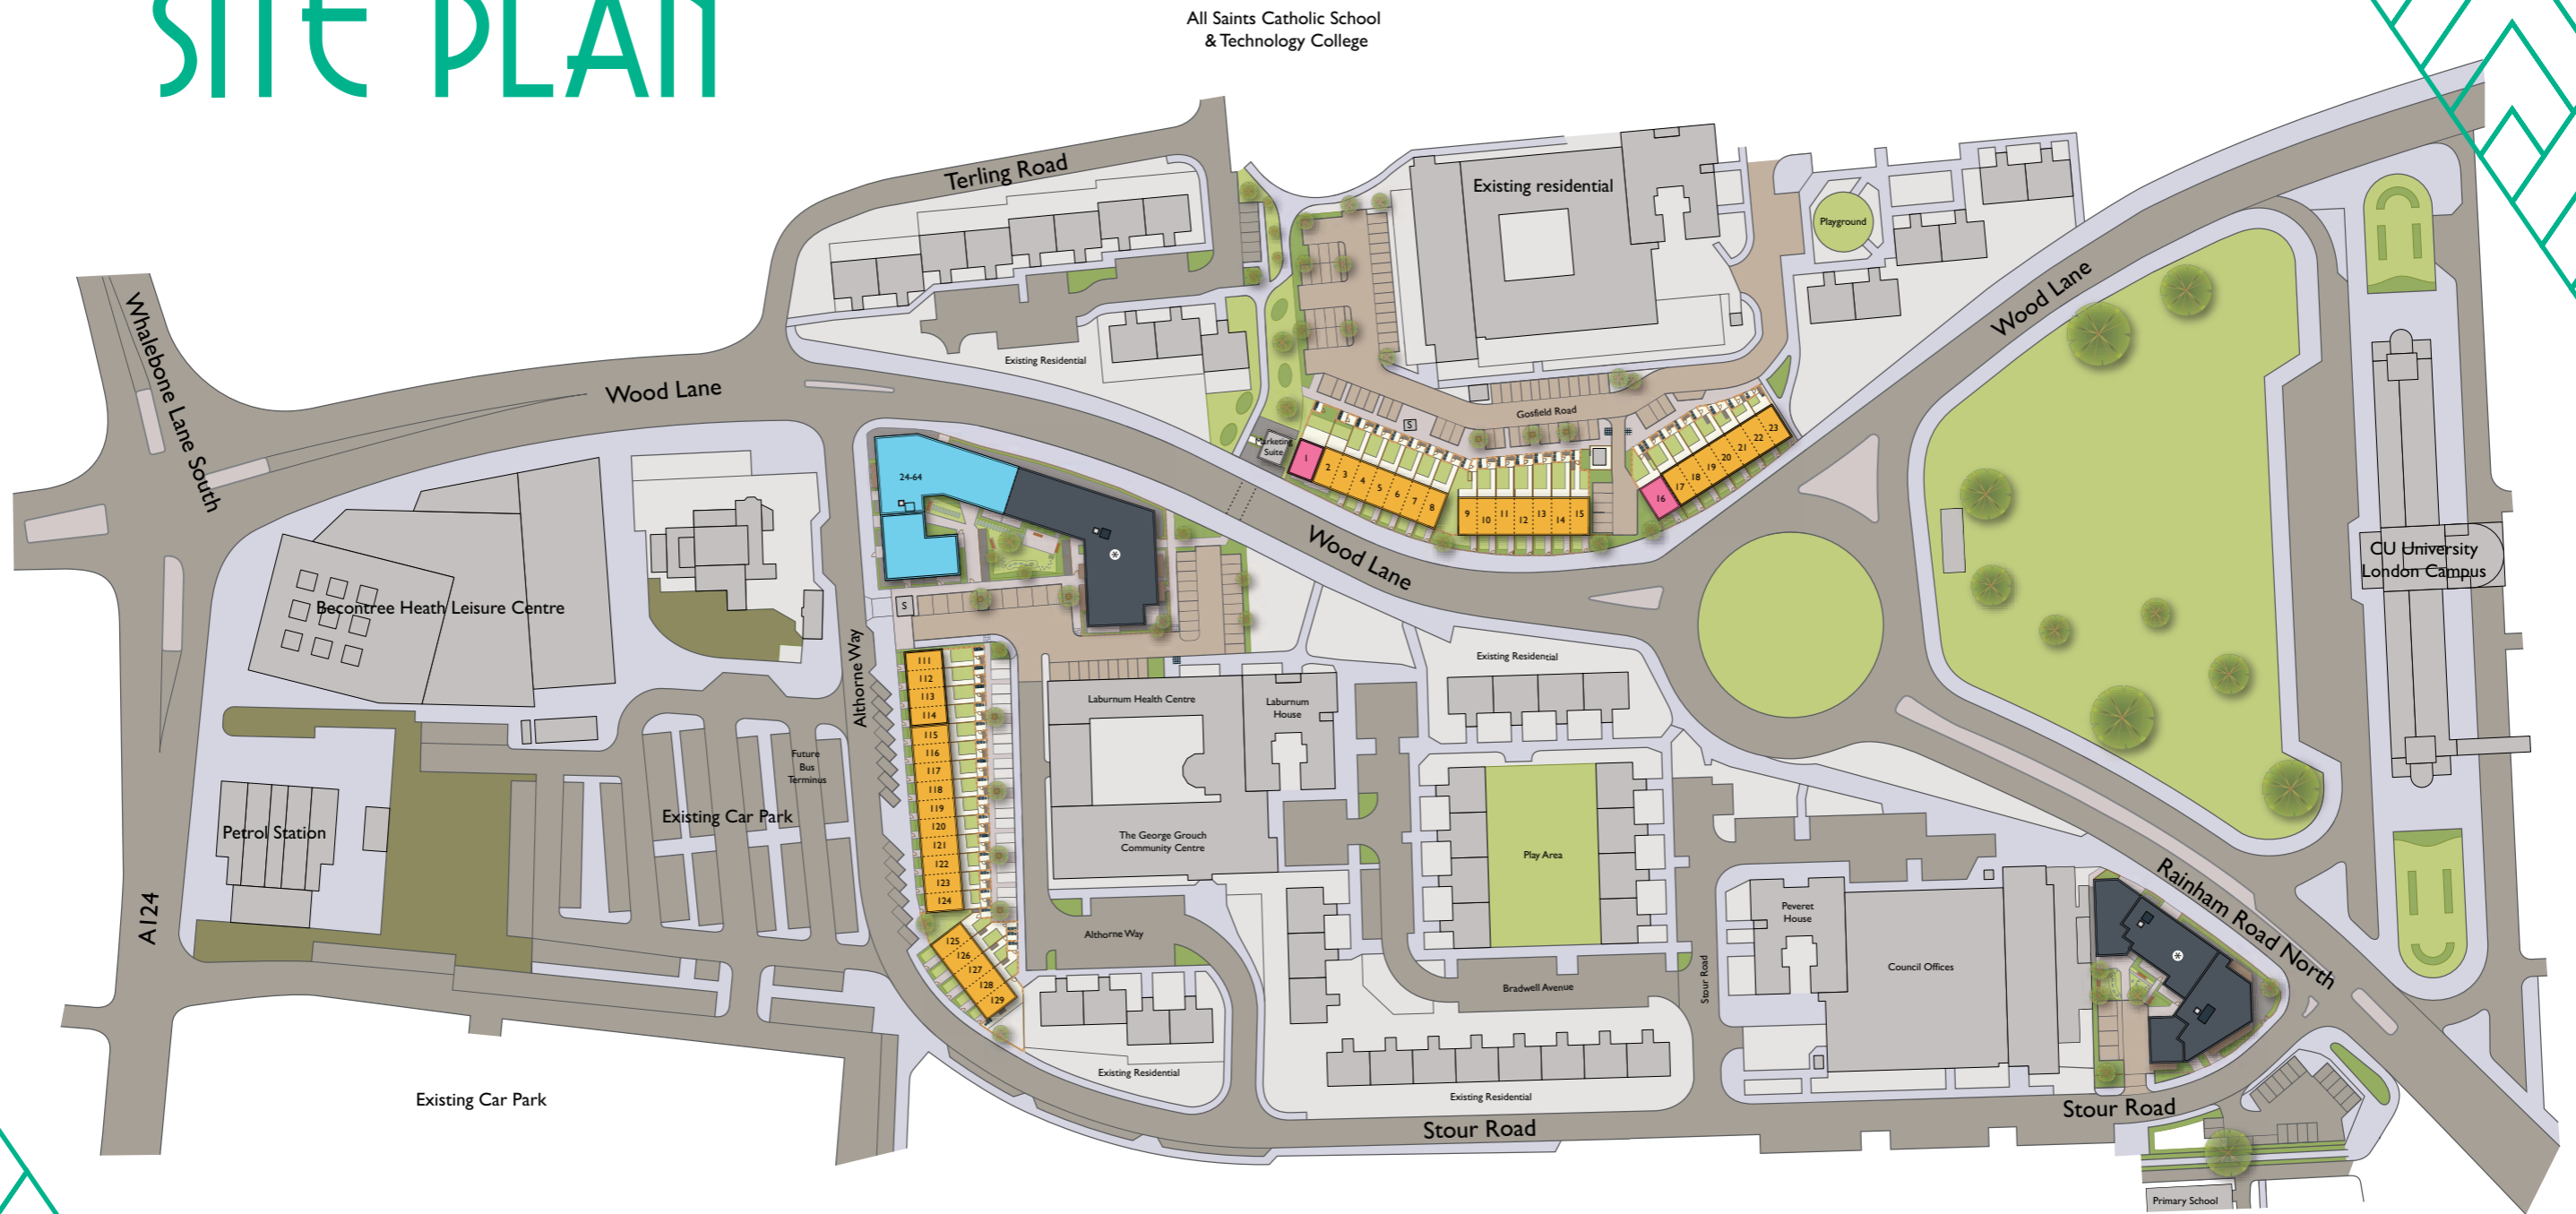 SITE PLAN
All Saints Catholic School
& Technology College
Terling Road
Existing residential
Playground
Whalebone Lane South
Wood Lane
Existing Residential
Wood Lane
Gosfield Road
S
Marketing
Suite
1
2
3
4
5
6
7
8
9
10
11
12
13
14
15
16
17
18
19
20
21
22
23
24-64
Wood Lane
CU University
London Campus
Becontree Heath Leisure Centre
S
Althorne Way
111
112
113
114
115
116
117
118
119
120
121
122
123
124
125
126
127
128
129
Laburnum Health Centre
Laburnum
House
Existing Residential
Future
Bus
Terminus
Existing Car Park
Petrol Station
The George Grouch
Community Centre
Play Area
A124
Althorne Way
Peveret
House
Council Offices
Rainham Road North
Stour Road
Bradwell Avenue
Existing Residential
Existing Residential
Existing Car Park
Stour Road
Stour Road
Primary School